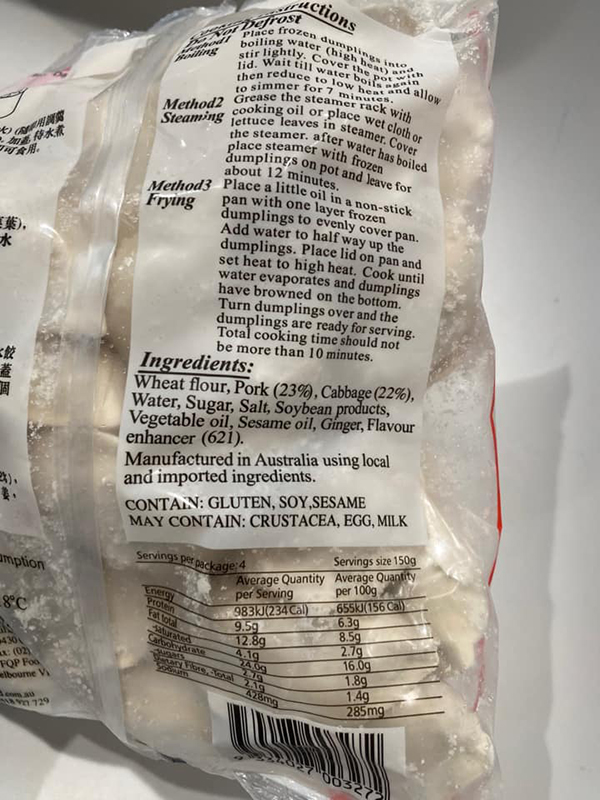 Do Not Defrost
Method1 Place frozen dumplings into
Boiling boiling water (high heat) and
stir lightly. Cover the pot with
lid. Wait till water boils again
then reduce to low heat and allow
to simmer for 7 minutes.
Method2 Grease the steamer rack with
Steaming cooking oil or place wet cloth or
lettuce leaves in steamer. Cover
the steamer. after water has boiled
place steamer with frozen
dumplings on pot and leave for
about 12 minutes.
Method3 Place a little oil in a non-stick
Frying pan with one layer frozen
dumplings to evenly cover pan.
Add water to half way up the
dumplings. Place lid on pan and
set heat to high heat. Cook until
water evaporates and dumplings
have browned on the bottom.
Turn dumplings over and the
dumplings are ready for serving.
Total cooking time should not
be more than 10 minutes.
Ingredients:
Wheat flour, Pork (23%), Cabbage (22%),
Water, Sugar, Salt, Soybean products,
Vegetable oil, Sesame oil, Ginger, Flavour
enhancer (621).
Manufactured in Australia using local
and imported ingredients.
CONTAIN: GLUTEN, SOY,SESAME
MAY CONTAIN: CRUSTACEA, EGG, MILK
Servings per package:4 Servings size 150g
Average Quantity Average Quantity
per Serving per 100g
Energy 983kJ(234 Cal) 655kJ(156 Cal)
Protein 9.5g 6.3g
Fat total 12.8g 8.5g
-saturated 4.1g 2.7g
Carbohydrate 24.0g 16.0g
-sugars 2.7g 1.8g
Dietary Fibre, -Total 2.1g 1.4g
Sodium 428mg 285mg
003272